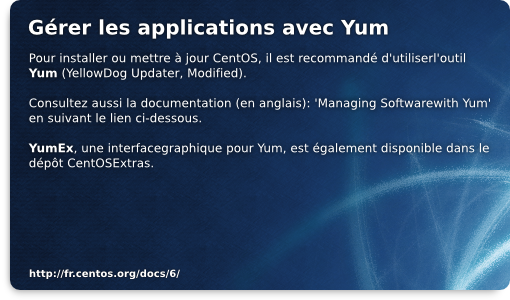 Gérer les applications avec Yum
Pour installer ou mettre à jour CentOS, il est recommandé d'utiliserl'outil
Yum (YellowDog Updater, Modified).
Consultez aussi la documentation (en anglais): 'Managing Softwarewith Yum'
en suivant le lien ci-dessous.
YumEx, une interfacegraphique pour Yum, est également disponible dans le
dépôt CentOSExtras.
http://fr.centos.org/docs/6/